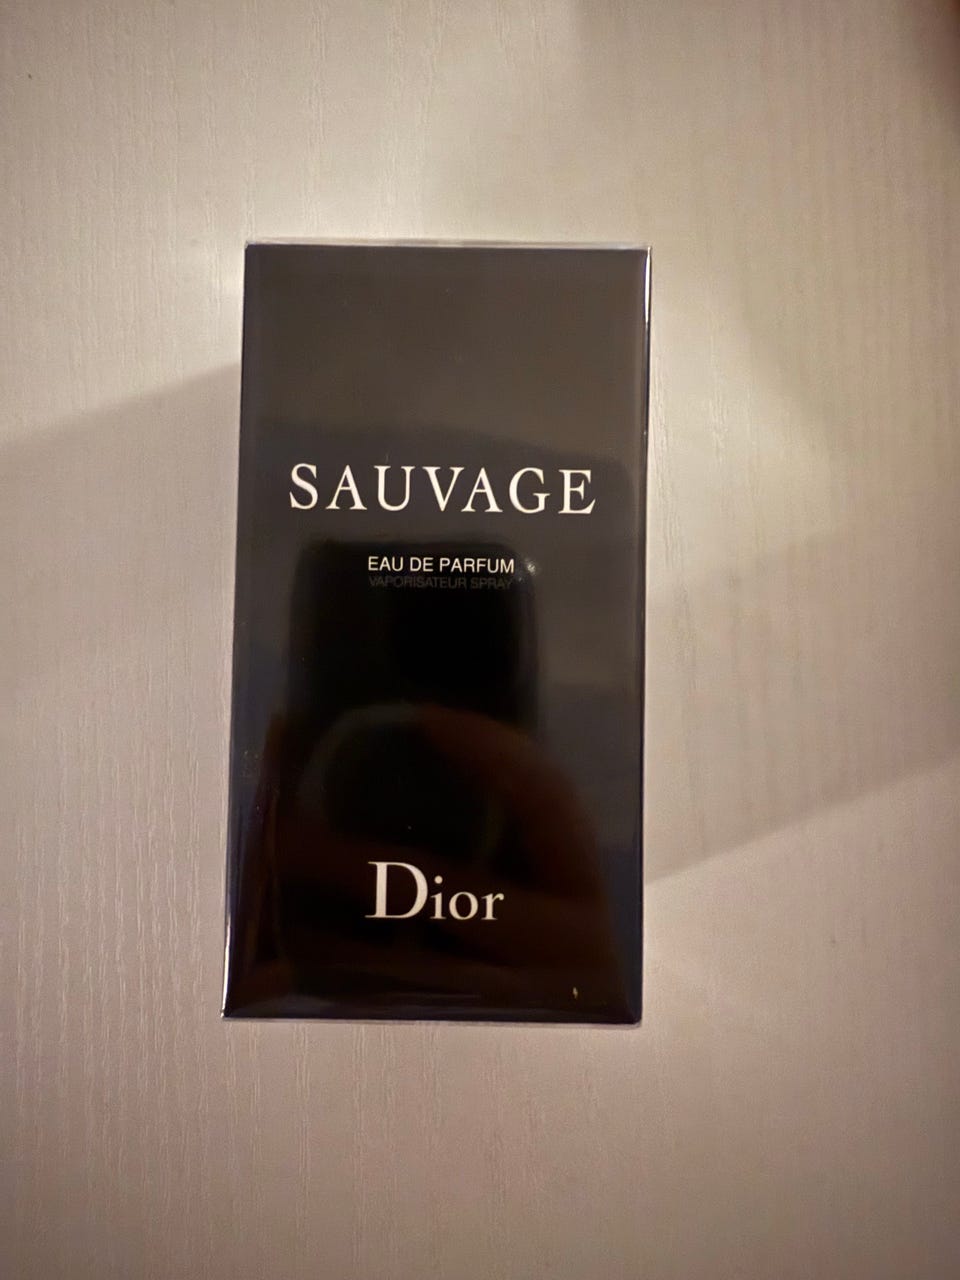 SAUVAGE
EAU DE PARFUM
VAPORISATEUR SPRAY
Dior